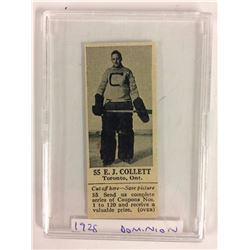 C
55 E. J. COLLETT
Toronto, Ont.
Cut off here—Save picture
55 Send us complete
series of Coupons Nos.
1 to 120 and receive a
valuable prize. (OVER)
1925 DOMINION